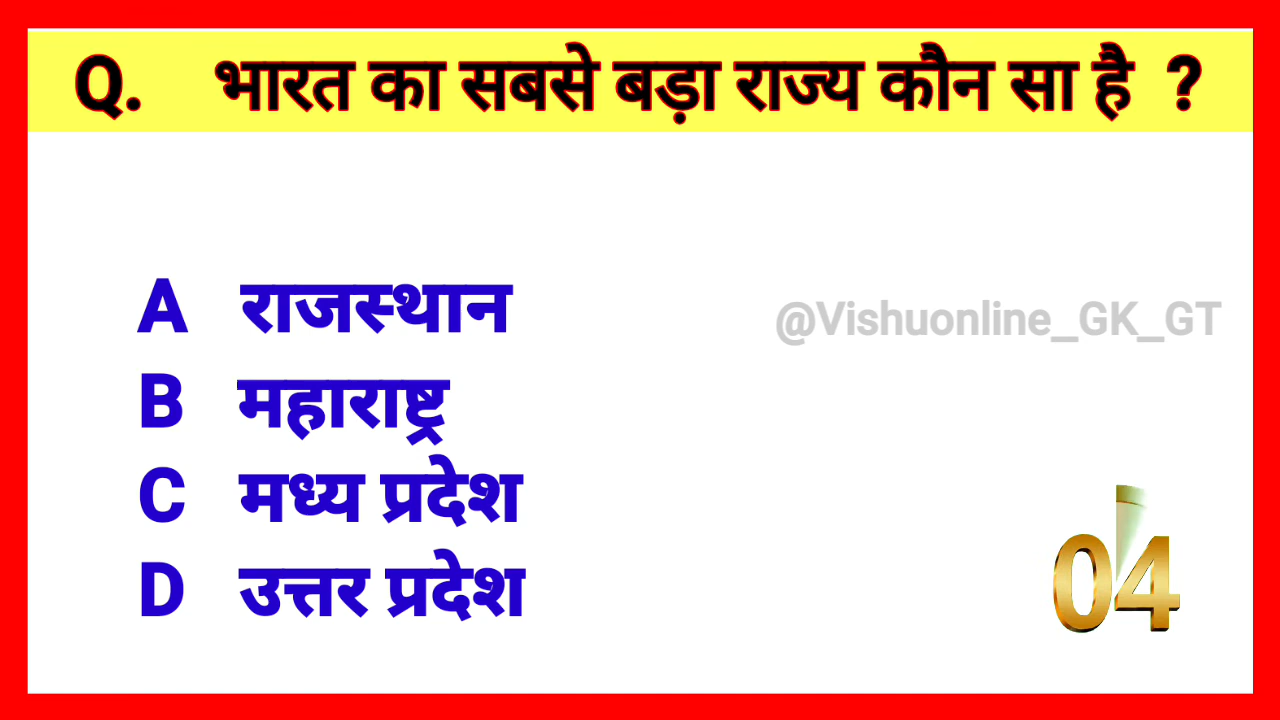 Q. भारत का सबसे बड़ा राज्य कौन सा है ?
A राजस्थान
@Vishuonline_GK_GT
B महाराष्ट्र
C मध्य प्रदेश
D उत्तर प्रदेश
04